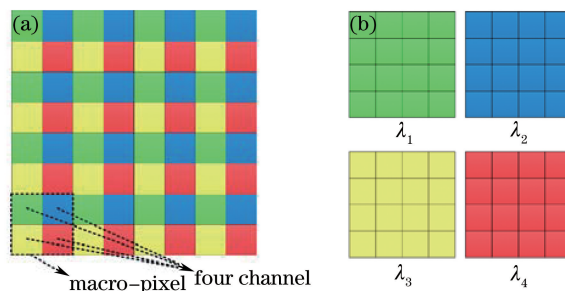 (a)
(b)
λ1
λ2
λ3
λ4
four channel
macro-pixel